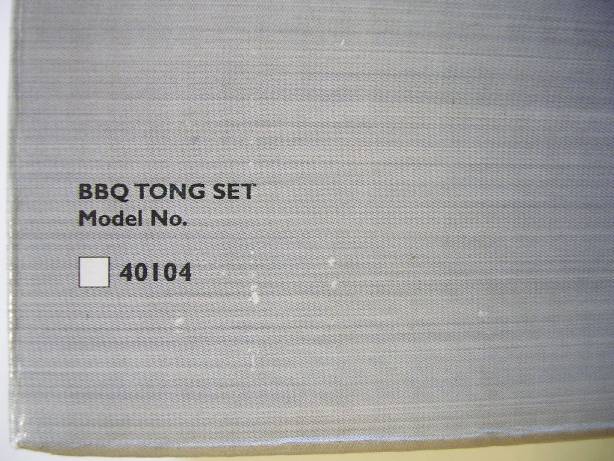 BBQ TONG SET
Model No.
40104